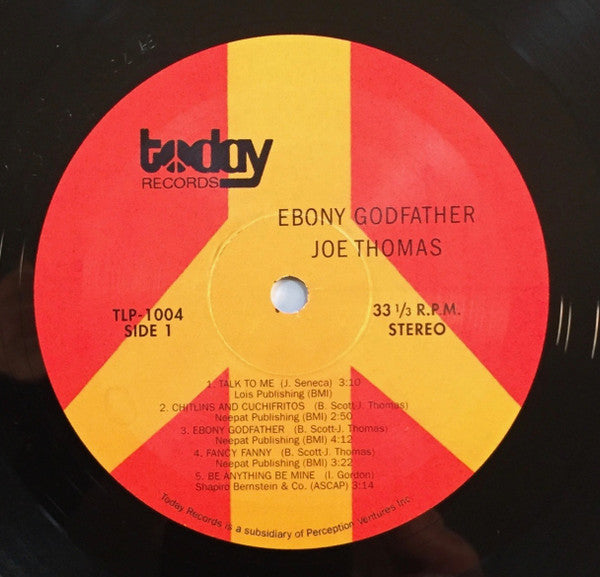 today
RECORDS
EBONY GODFATHER
JOE THOMAS
TLP-1004
SIDE 1
33 1/3 R.P.M.
STEREO
1. TALK TO ME (J. Seneca) 3:10
Lois Publishing (BMI)
2. CHITLINS AND CUCHIFRITOS (B. Scott-J. Thomas)
Neepat Publishing (BMI) 2:50
3. EBONY GODFATHER (B. Scott-J. Thomas)
Neepat Publishing (BMI) 4:12
4. FANCY FANNY (B. Scott-J. Thomas)
Neepat Publishing (BMI) 3:22
5. BE ANYTHING BE MINE (I. Gordon)
Shapiro Bernstein & Co. (ASCAP) 3:14
Today Records is a subsidiary of Perception Ventures Inc.